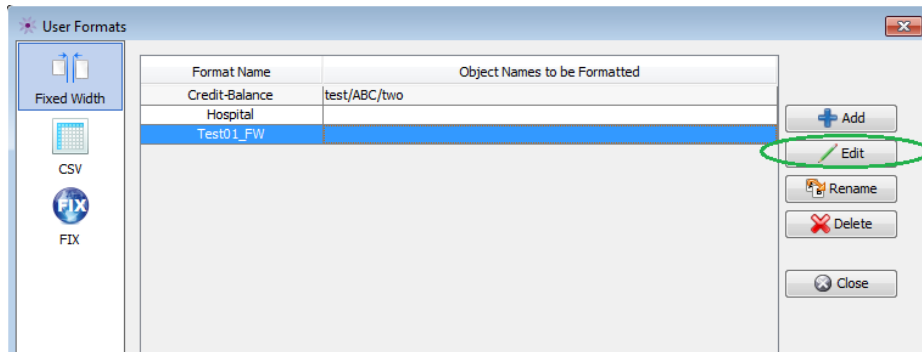 User Formats
Fixed Width
CSV
FIX
FIX
Format Name Object Names to be Formatted
Credit-Balance test/ABC/two
Hospital
Test01_FW
Add
Edit
Rename
Delete
Close